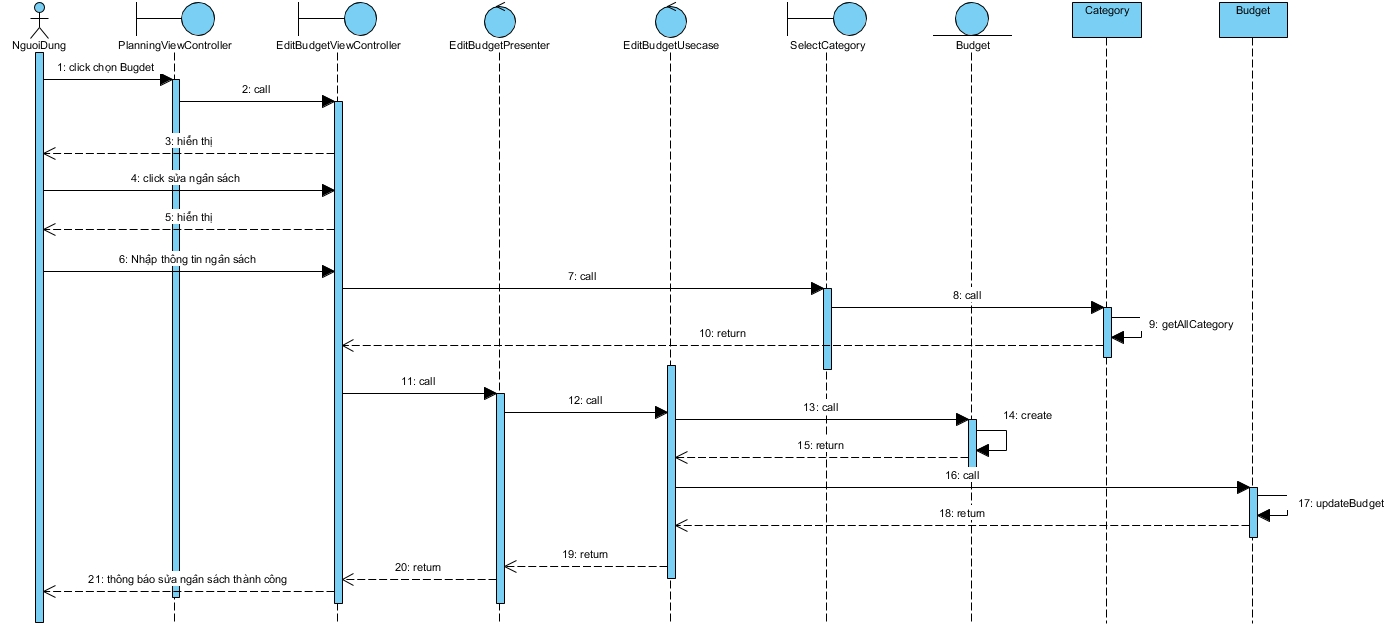 NguoiDung
PlanningViewController
EditBudgetViewController
EditBudgetPresenter
EditBudgetUsecase
SelectCategory
Budget
Category
Budget
1: click chọn Bugdet
2: call
3: hiển thị
4: click sửa ngân sách
5: hiển thị
6: Nhập thông tin ngân sách
7: call
8: call
9: getAllCategory
10: return
11: call
12: call
13: call
14: create
15: return
16: call
17: updateBudget
18: return
19: return
20: return
21: thông báo sửa ngân sách thành công